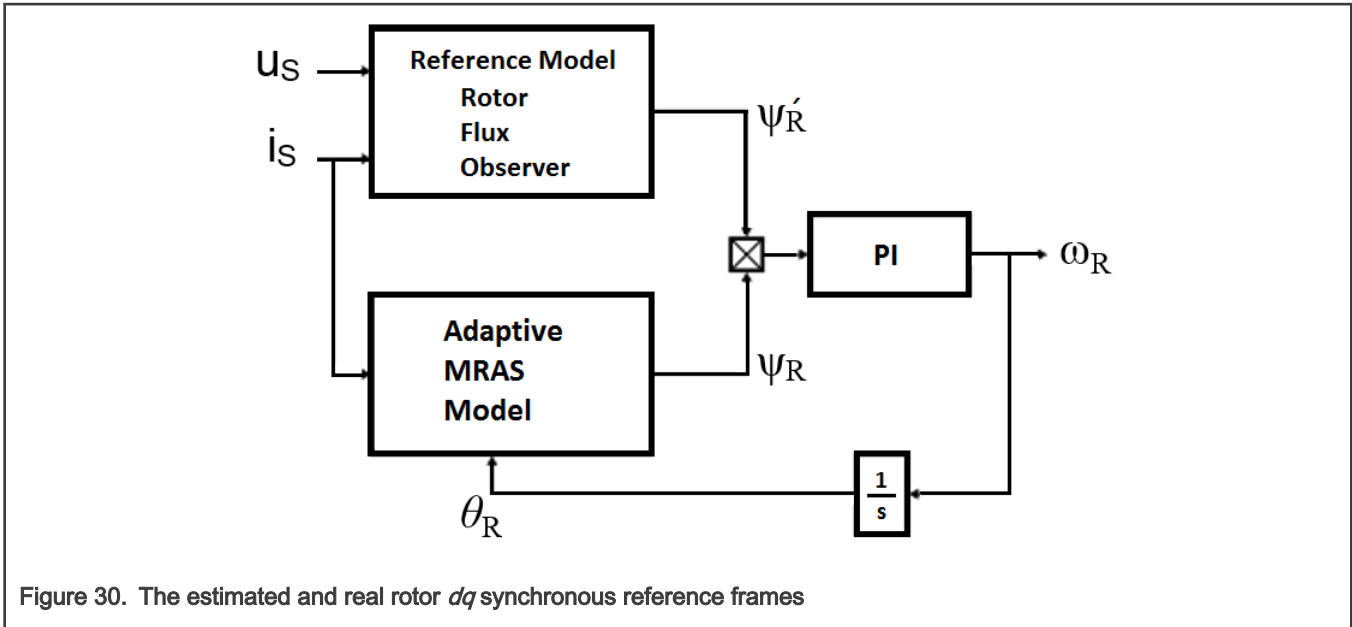 Reference Model
Rotor
Flux
Observer
uS
iS
ψŔ
PI
ωR
Adaptive
MRAS
Model
ψR
θR
1
s
Figure 30. The estimated and real rotor dq synchronous reference frames